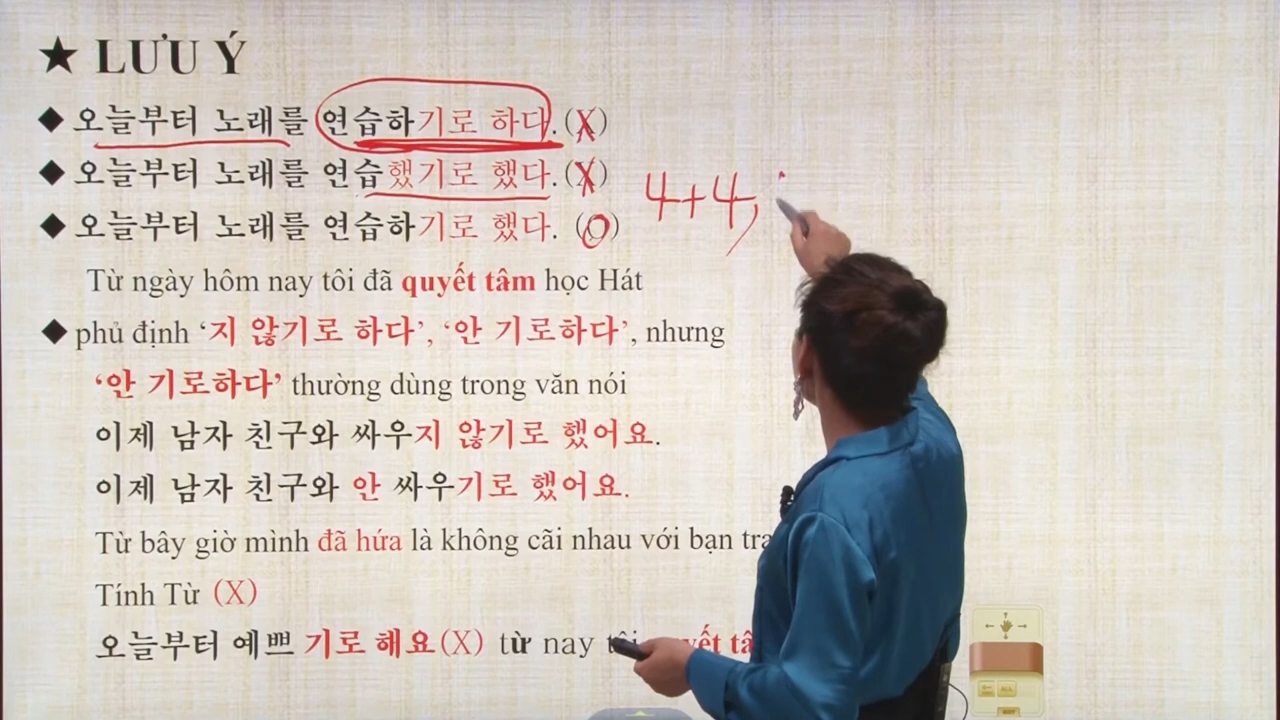 ★ LƯU Ý
◆ 오늘부터 노래를 연습하기로 하다. (X)
◆ 오늘부터 노래를 연습했기로 했다. (X)
4+4,
◆ 오늘부터 노래를 연습하기로 했다. (O)
Từ ngày hôm nay tôi đã quyết tâm học Hát
◆ phủ định ‘지 않기로 하다’, ‘안 기로하다’, nhưng
‘안 기로하다’ thường dùng trong văn nói
이제 남자 친구와 싸우지 않기로 했어요.
이제 남자 친구와 안 싸우기로 했어요.
Từ bây giờ mình đã hứa là không cãi nhau với bạn
Tính Từ (X)
오늘부터 예쁘 기로 해요(X) từ nay